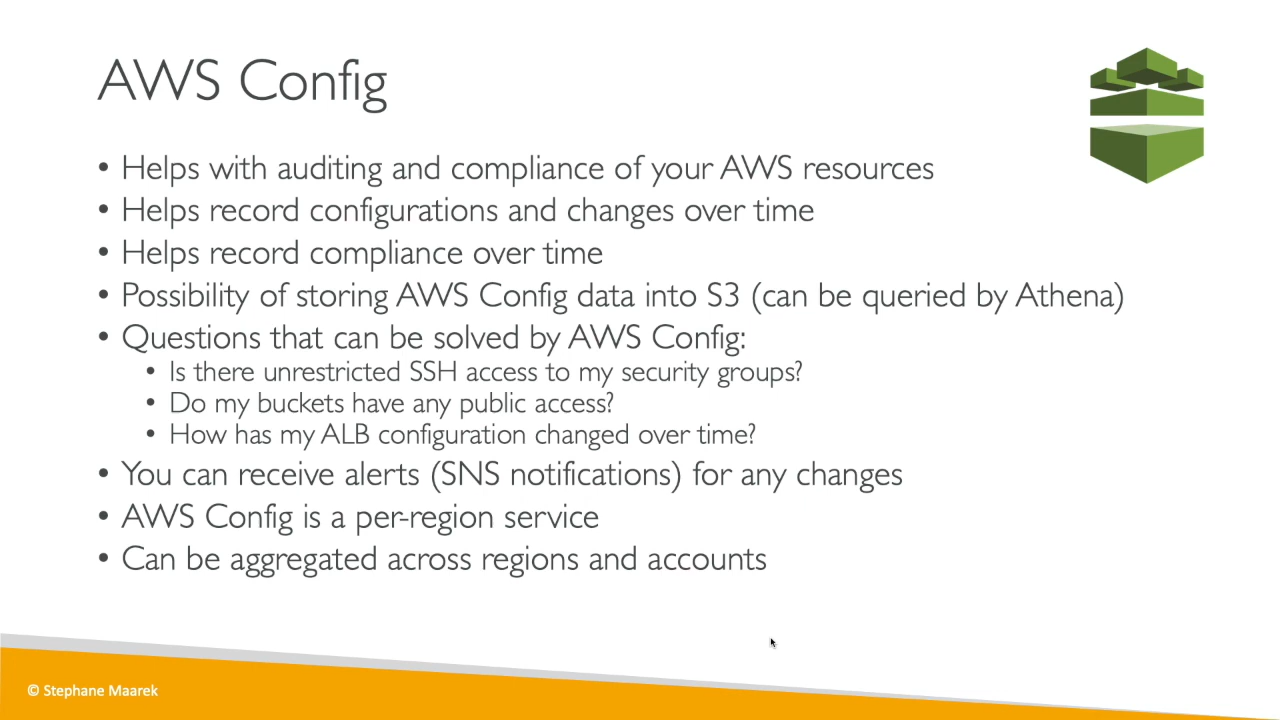 AWS Config
• Helps with auditing and compliance of your AWS resources
• Helps record configurations and changes over time
• Helps record compliance over time
• Possibility of storing AWS Config data into S3 (can be queried by Athena)
• Questions that can be solved by AWS Config:
• Is there unrestricted SSH access to my security groups?
• Do my buckets have any public access?
• How has my ALB configuration changed over time?
• You can receive alerts (SNS notifications) for any changes
• AWS Config is a per-region service
• Can be aggregated across regions and accounts
© Stephane Maarek